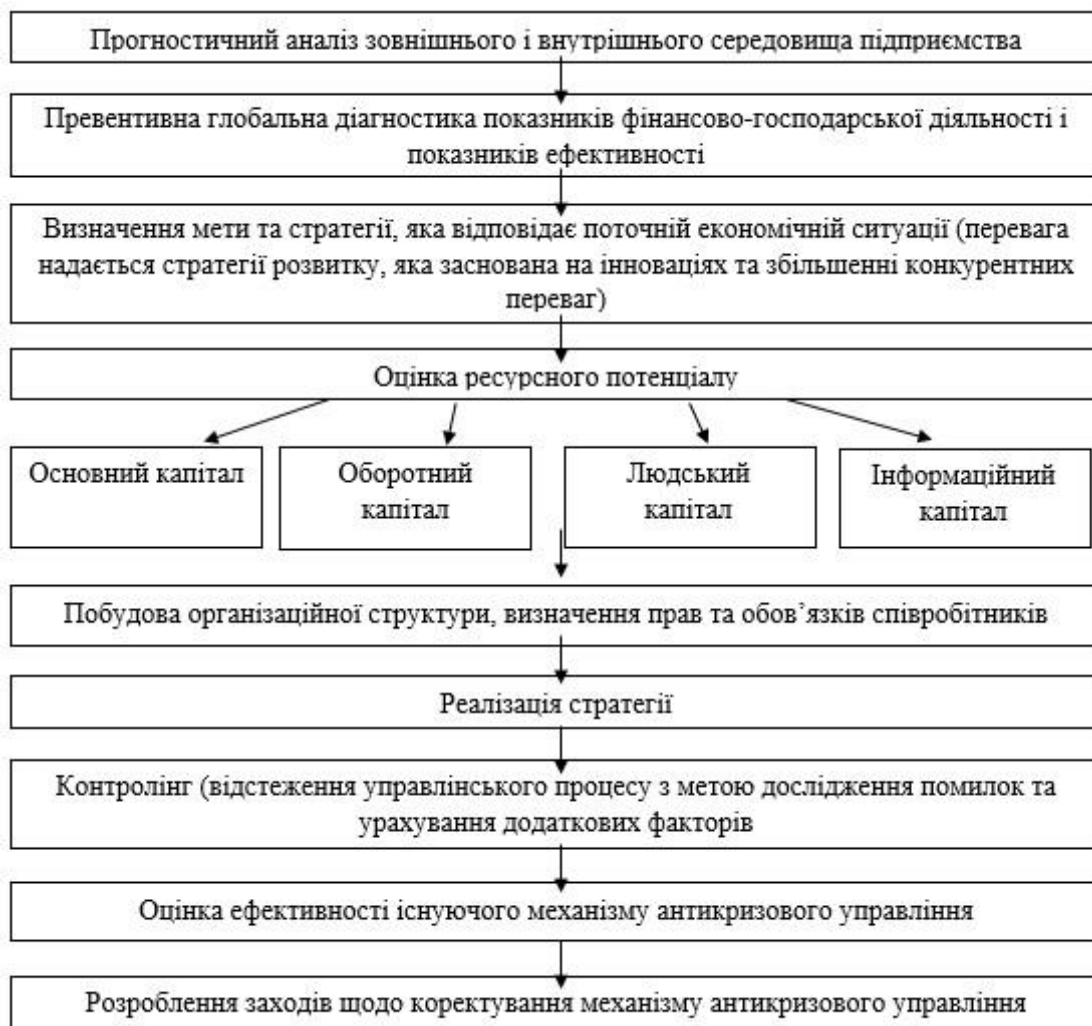 Прогностичний аналіз зовнішнього і внутрішнього середовища підприємства
Превентивна глобальна діагностика показників фінансово-господарської діяльності і
показників ефективності
Визначення мети та стратегії, яка відповідає поточній економічній ситуації (перевага
надається стратегії розвитку, яка заснована на інноваціях та збільшенні конкурентних
переваг)
Оцінка ресурсного потенціалу
Основний капітал
Оборотний
капітал
Людський
капітал
Інформаційний
капітал
Побудова організаційної структури, визначення прав та обов’язків співробітників
Реалізація стратегії
Контролінг (відстеження управлінського процесу з метою дослідження помилок та
урахування додаткових факторів
Оцінка ефективності існуючого механізму антикризового управління
Розроблення заходів щодо коректування механізму антикризового управління